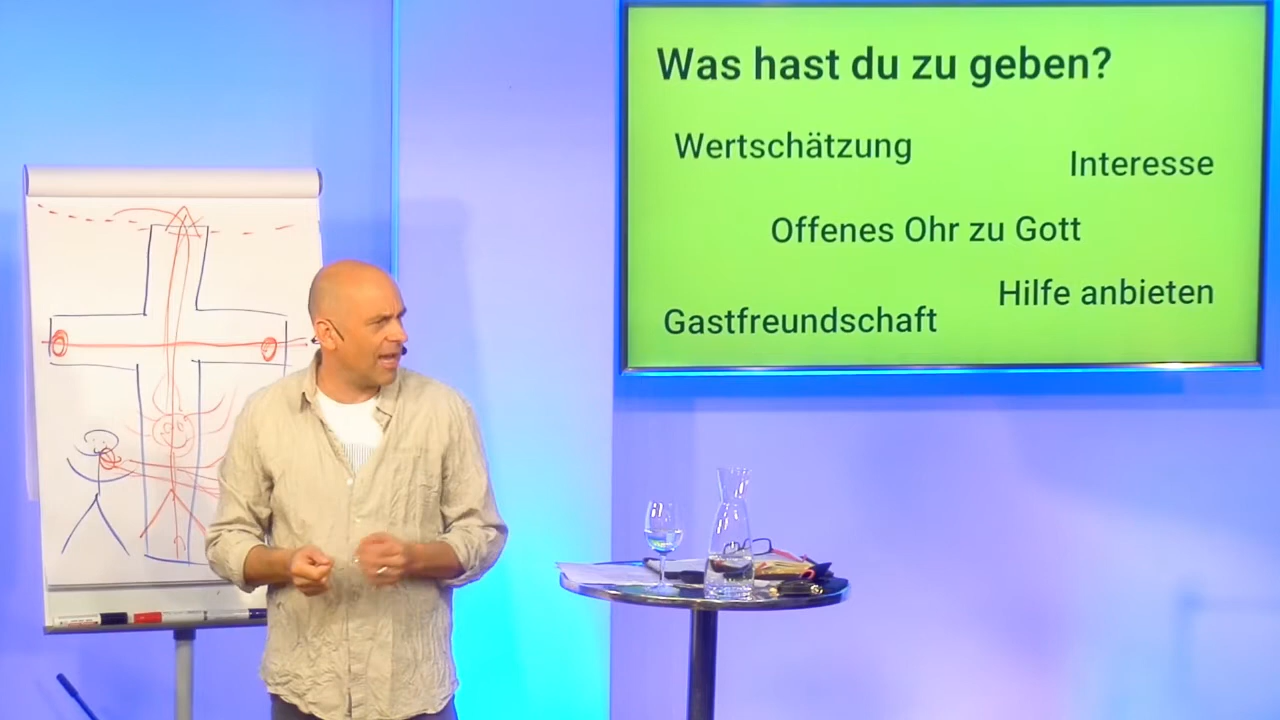 Was hast du zu geben?
Wertschätzung
Interesse
Offenes Ohr zu Gott
Hilfe anbieten
Gastfreundschaft